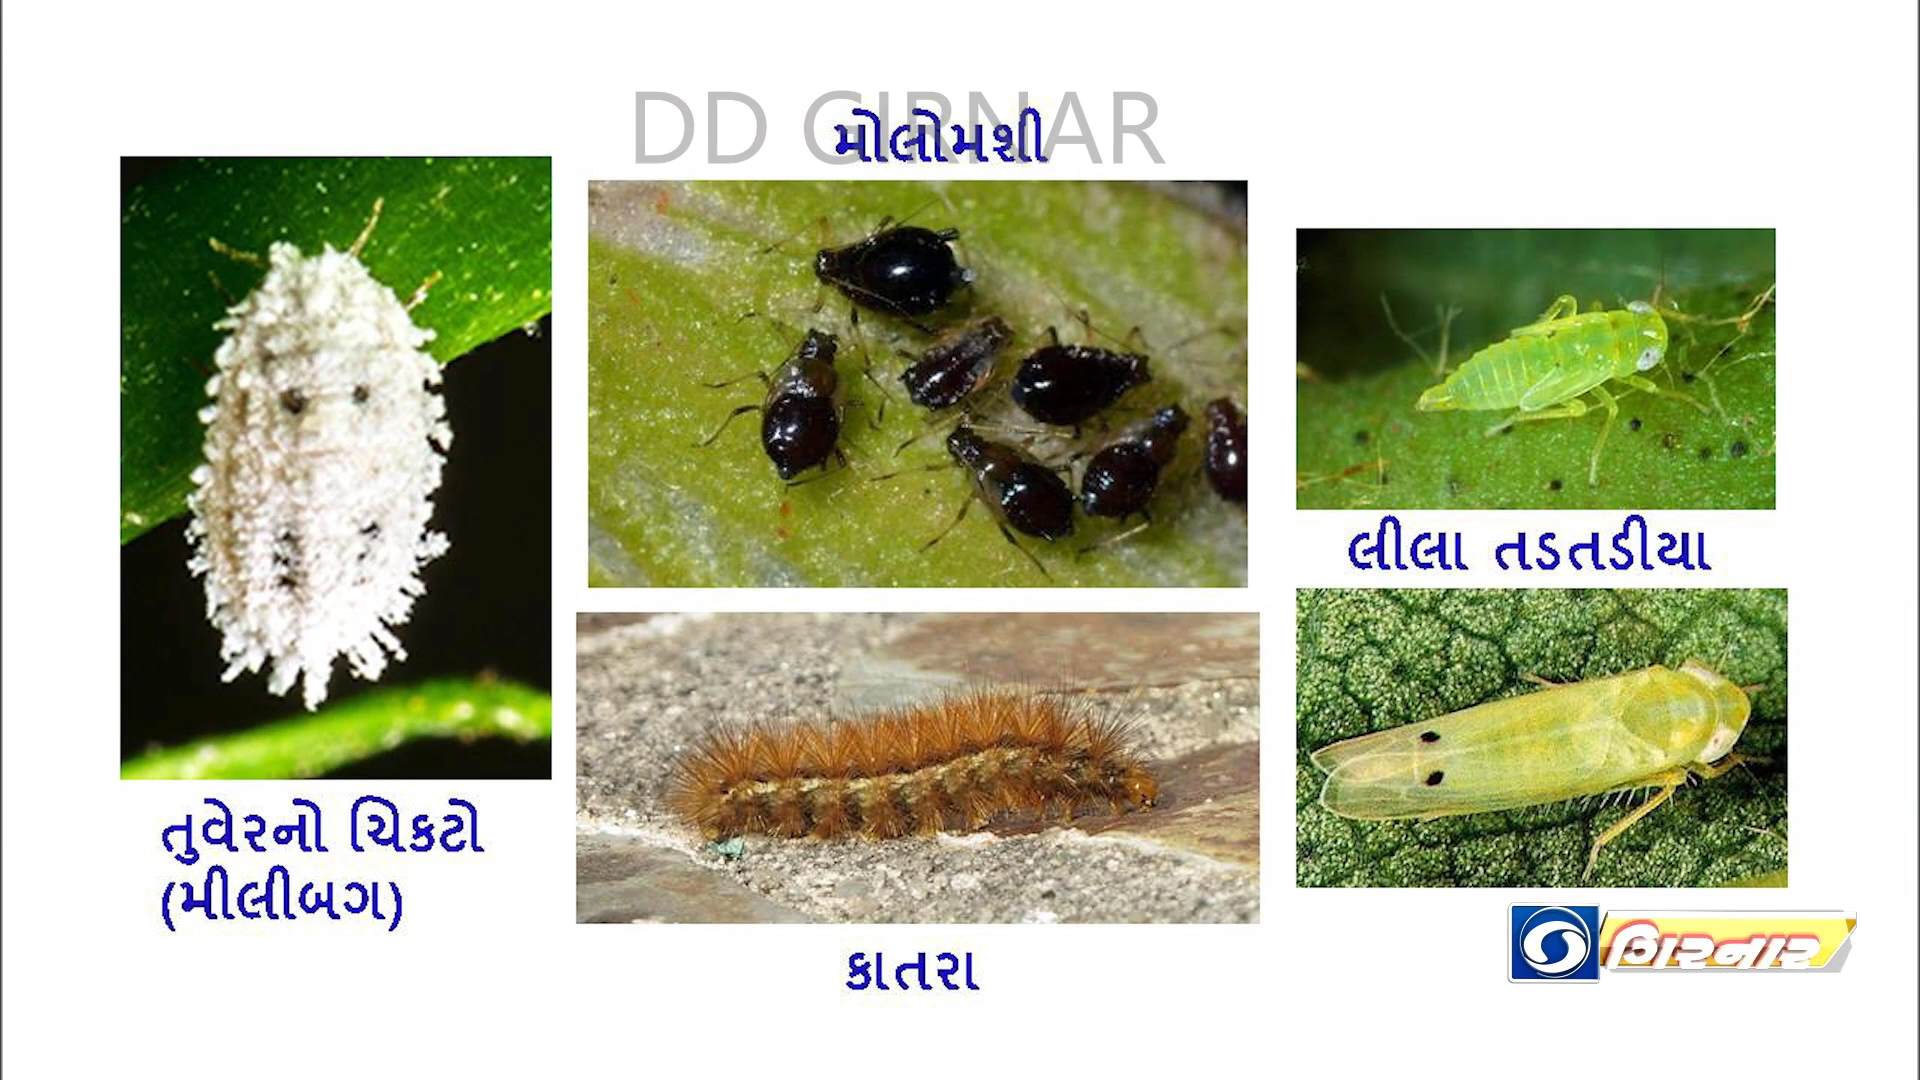 DD GIRNAR
મોલોમશી
લીલા તડતડીયા
તુવેરનો ચિકટો
(મીલીબગ)
કાતરા
ગિરનાર